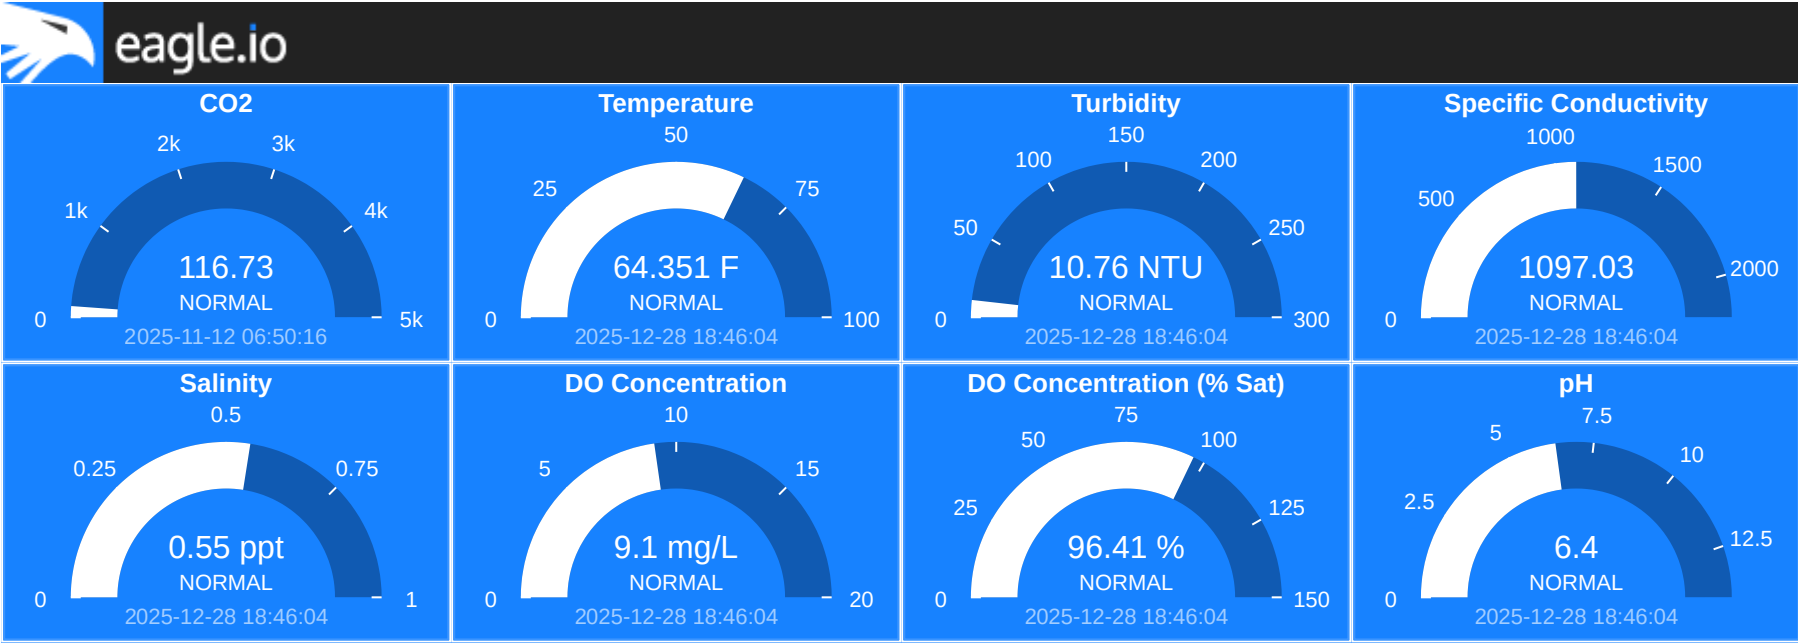 eagle.io
CO2
2k 3k
1k 4k
116.73
NORMAL
0 5k
2025-11-12 06:50:16
Temperature
50
25 75
64.351 F
NORMAL
0 100
2025-12-28 18:46:04
Turbidity
150
100 200
50 250
10.76 NTU
NORMAL
0 300
2025-12-28 18:46:04
Specific Conductivity
1000
1500
500
2000
1097.03
NORMAL
0
2025-12-28 18:46:04
Salinity
0.5
0.25 0.75
0.55 ppt
NORMAL
0 1
2025-12-28 18:46:04
DO Concentration
10
5 15
9.1 mg/L
NORMAL
0 20
2025-12-28 18:46:04
DO Concentration (% Sat)
75
50 100
25 125
96.41 %
NORMAL
0 150
2025-12-28 18:46:04
pH
7.5
5
10
2.5
12.5
6.4
NORMAL
0
2025-12-28 18:46:04